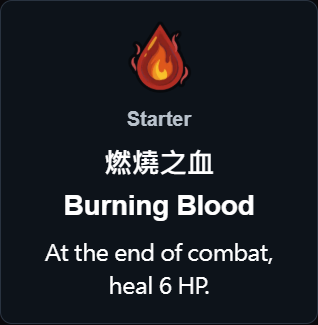 Starter
燃燒之血
Burning Blood
At the end of combat,
heal 6 HP.